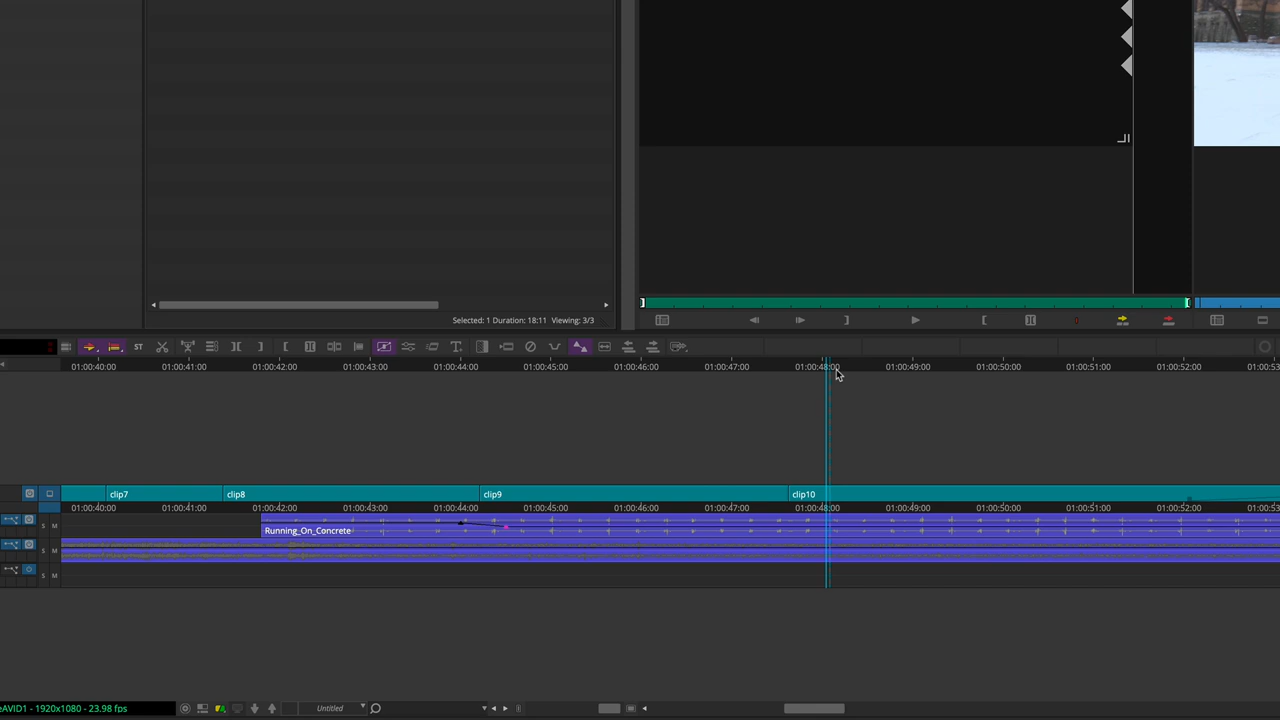 Selected: 1 Duration: 18:11 Viewing: 3/3
ST
01:00:40:00 01:00:41:00 01:00:42:00 01:00:43:00 01:00:44:00 01:00:45:00 01:00:46:00 01:00:47:00 01:00:48:00 01:00:49:00 01:00:50:00 01:00:51:00 01:00:52:00 01:00:53
clip7 clip8 clip9 clip10
01:00:40:00 01:00:41:00 01:00:42:00 01:00:43:00 01:00:44:00 01:00:45:00 01:00:46:00 01:00:47:00 01:00:48:00 01:00:49:00 01:00:50:00 01:00:51:00 01:00:52:00 01:00:53
S M
Running_On_Concrete
S M
S M
eAVID1 - 1920x1080 - 23.98 fps Untitled